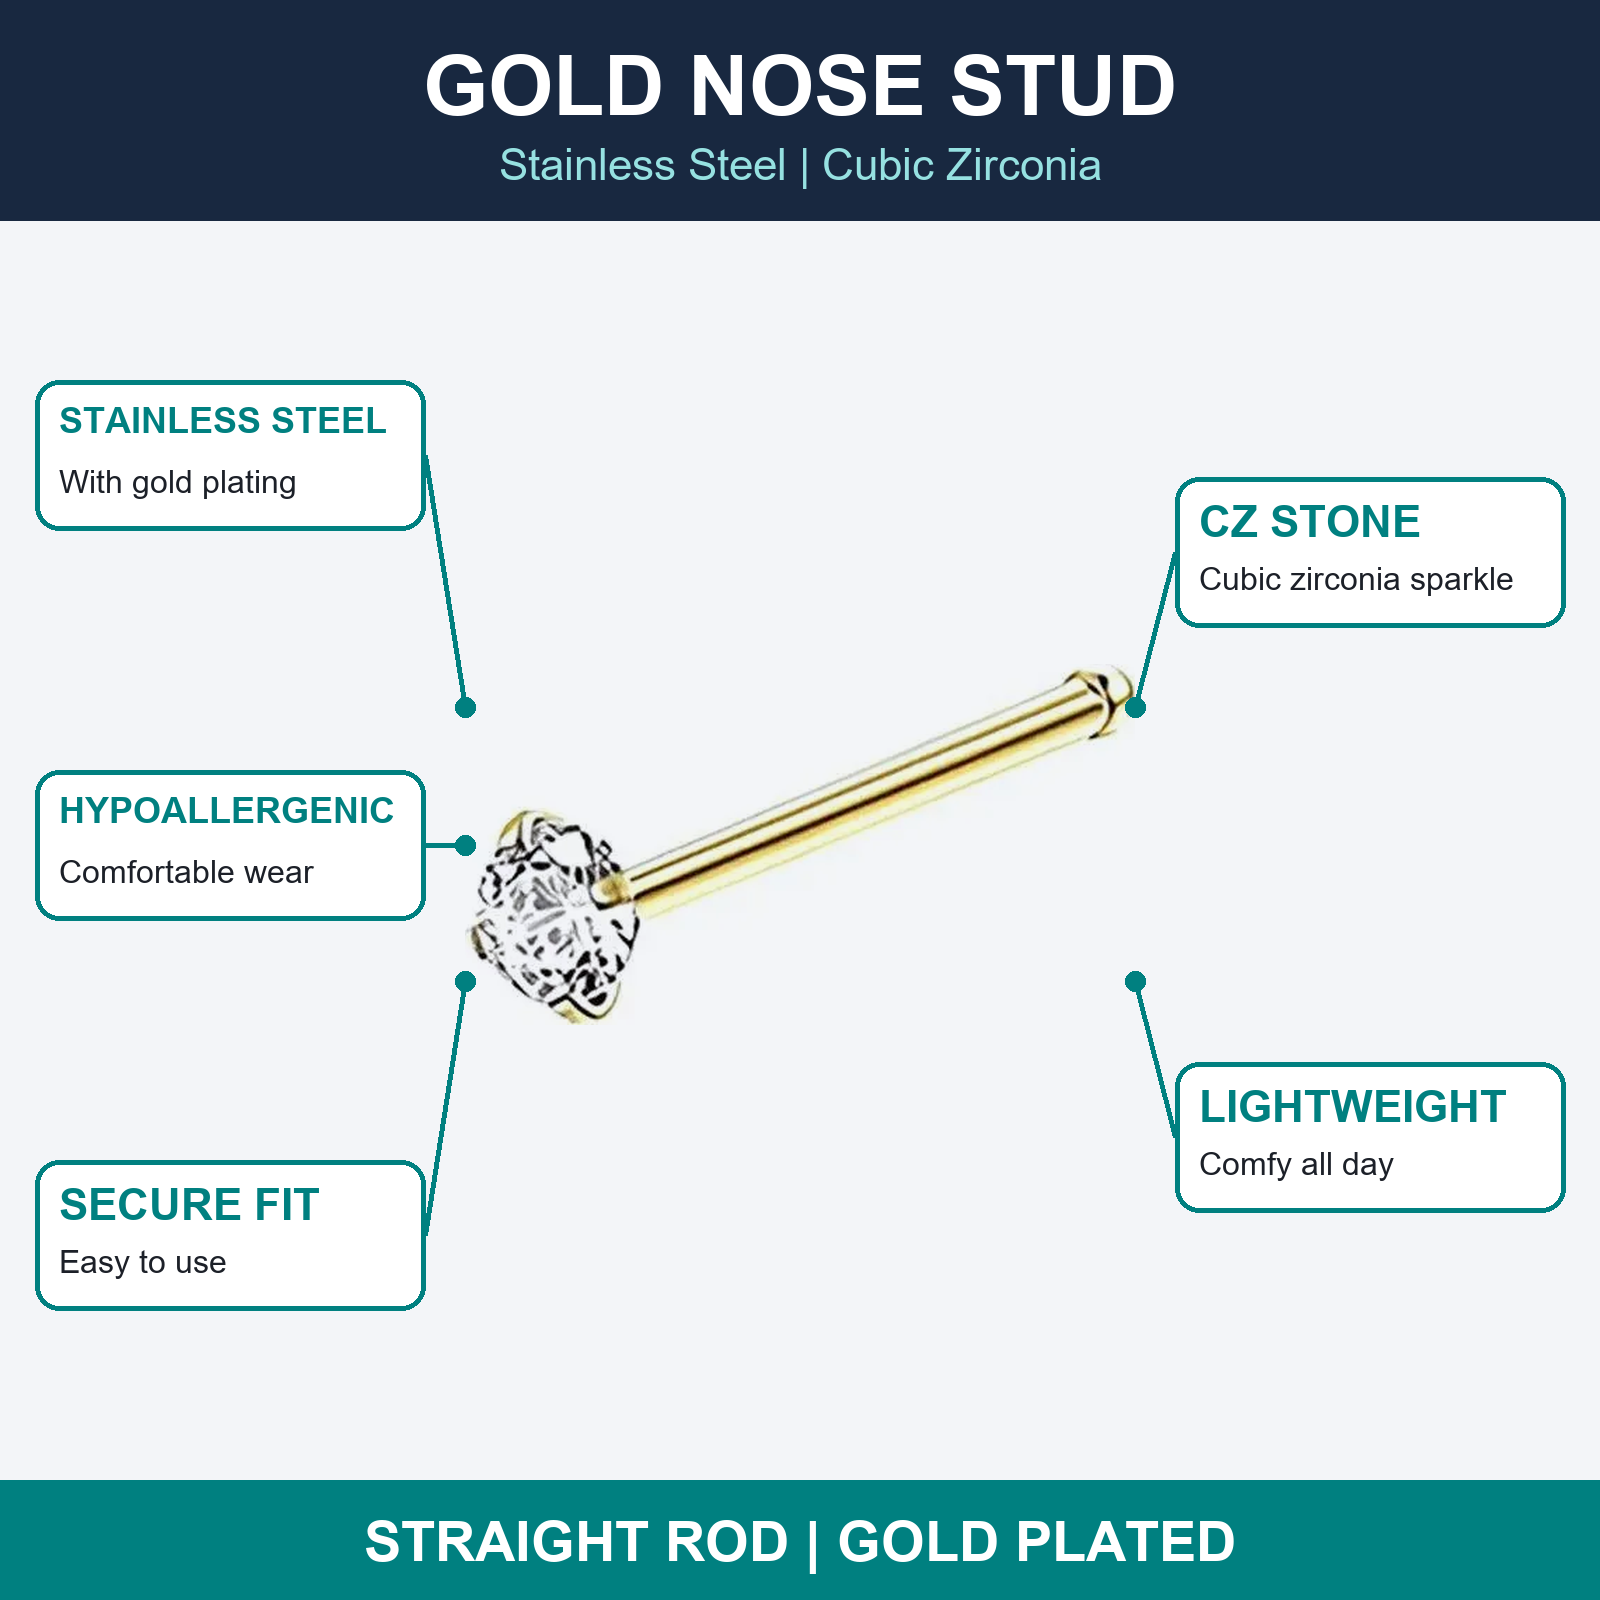 GOLD NOSE STUD
Stainless Steel | Cubic Zirconia
STAINLESS STEEL
With gold plating
CZ STONE
Cubic zirconia sparkle
HYPOALLERGENIC
Comfortable wear
LIGHTWEIGHT
Comfy all day
SECURE FIT
Easy to use
STRAIGHT ROD | GOLD PLATED